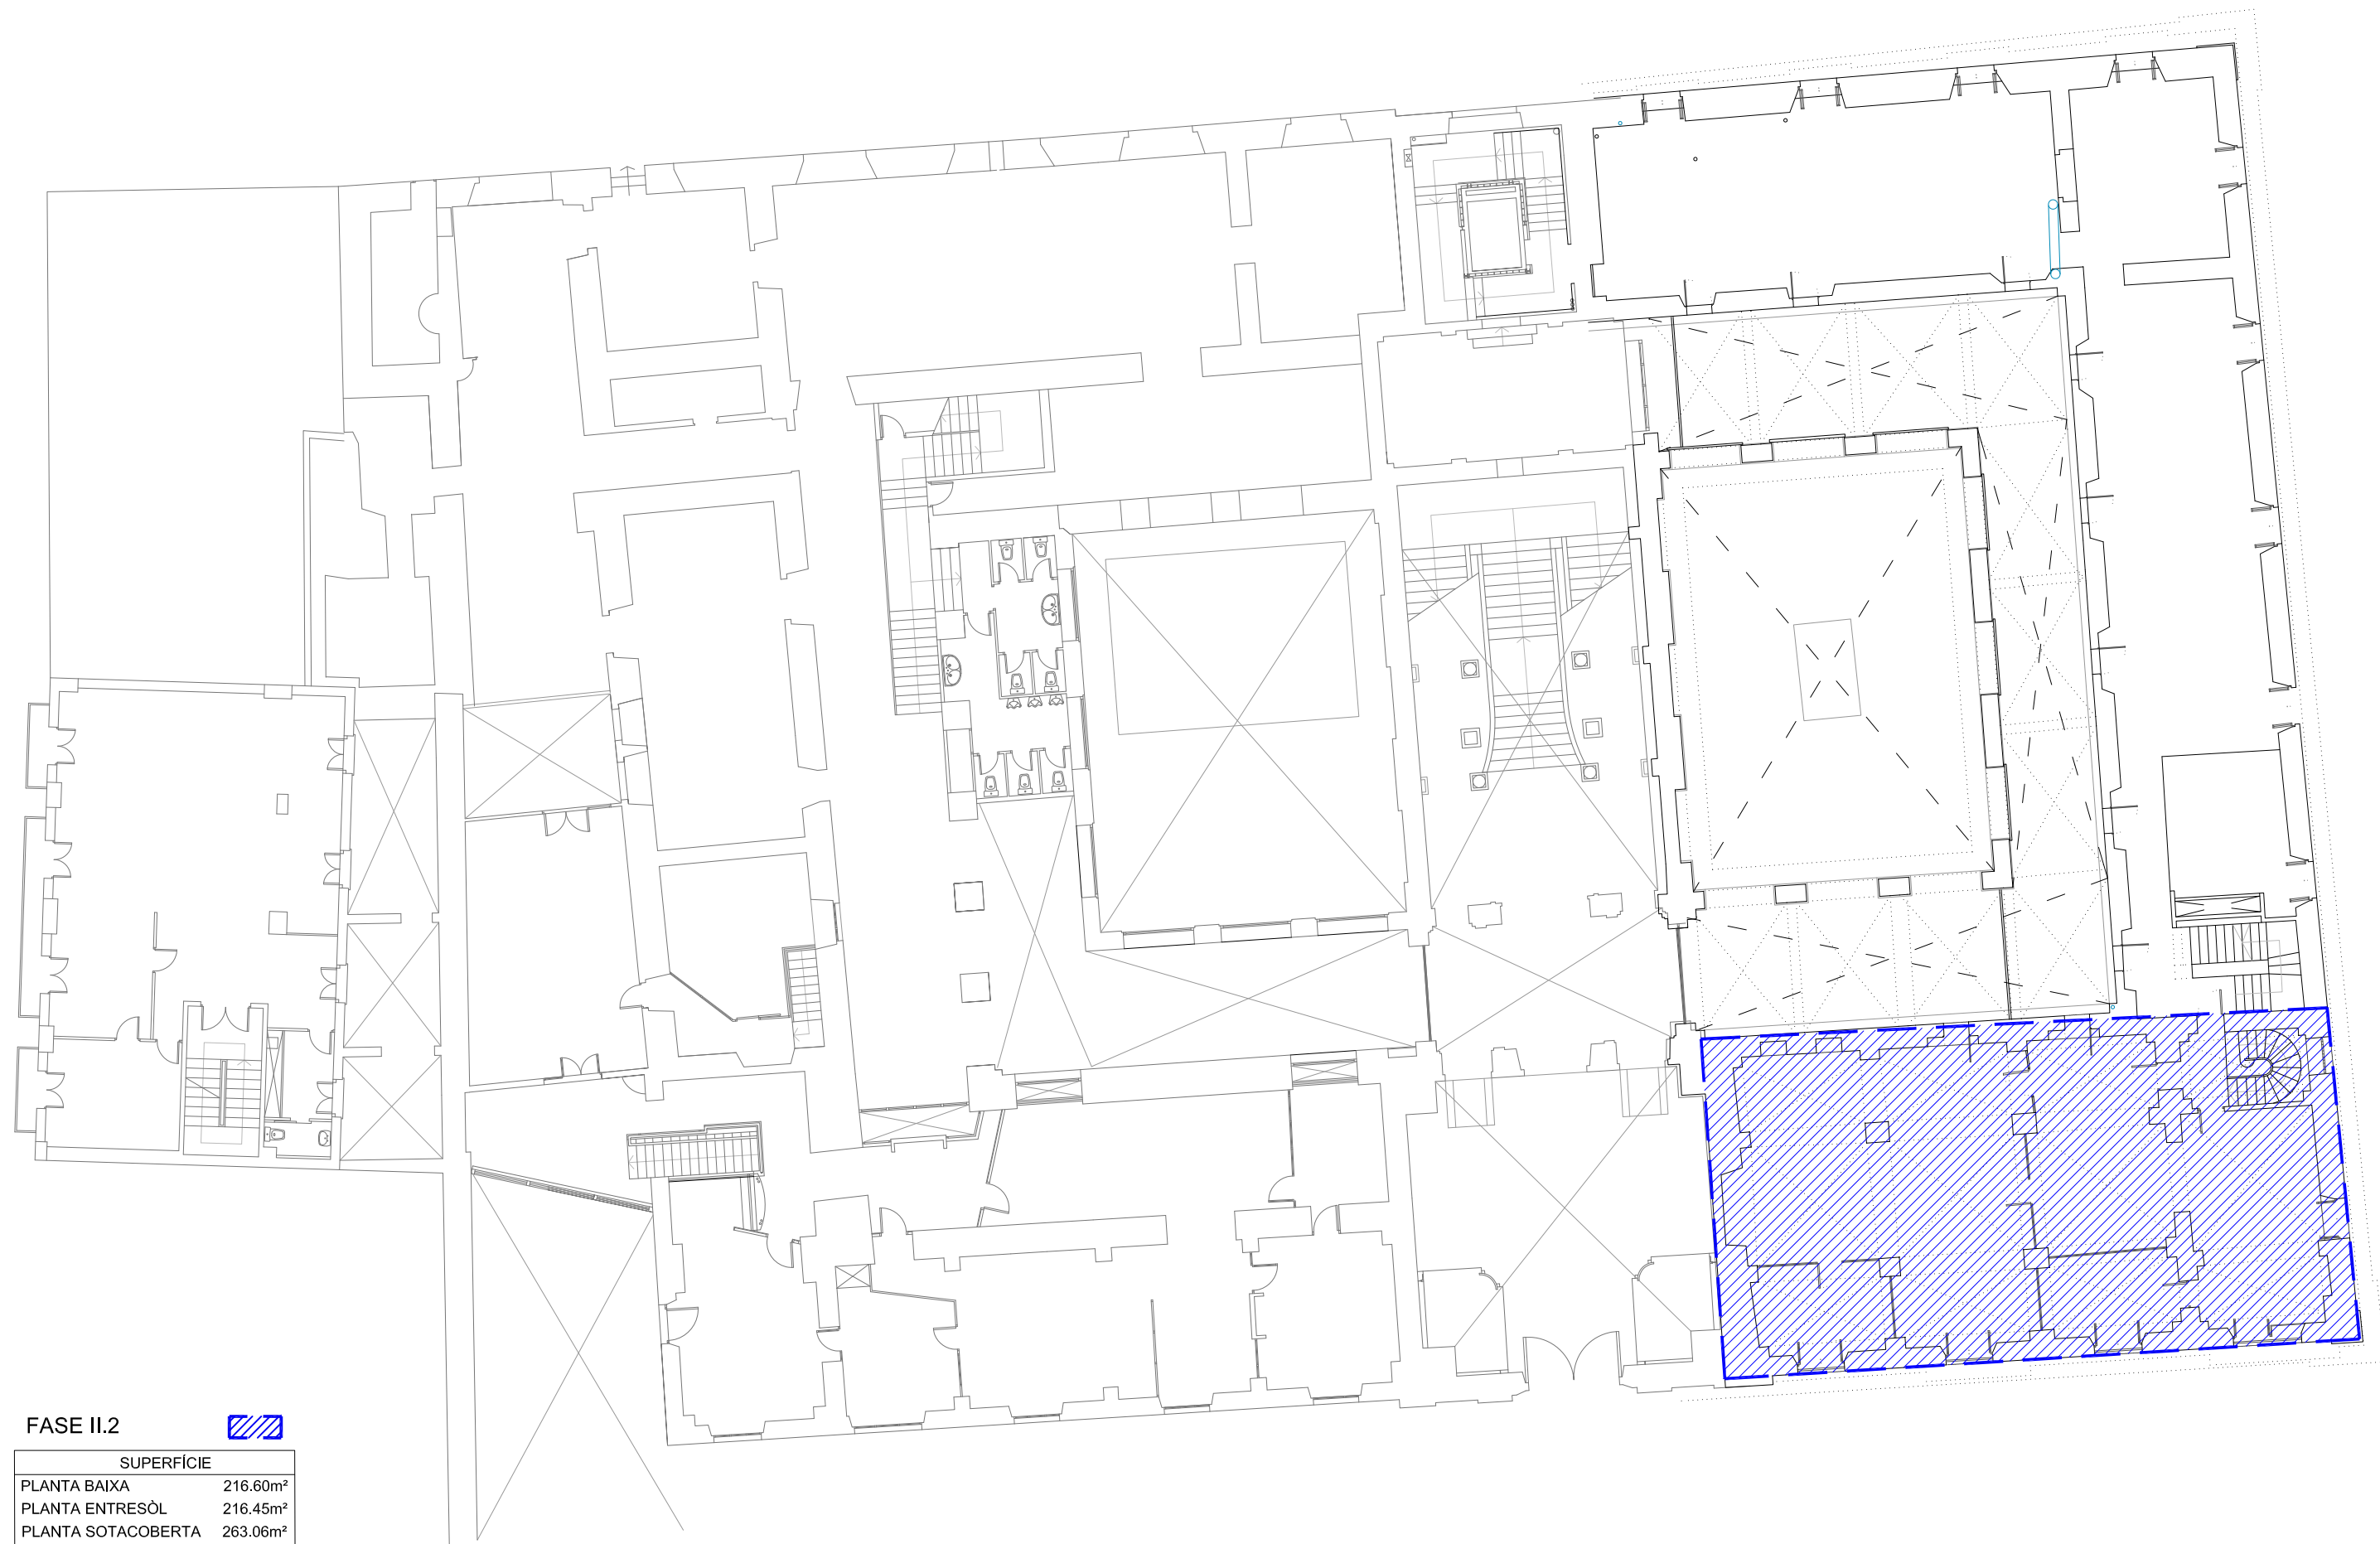 FASE II.2
SUPERFÍCIE
PLANTA BAIXA 216.60m²
PLANTA ENTRESÒL 216.45m²
PLANTA SOTACOBERTA 263.06m²